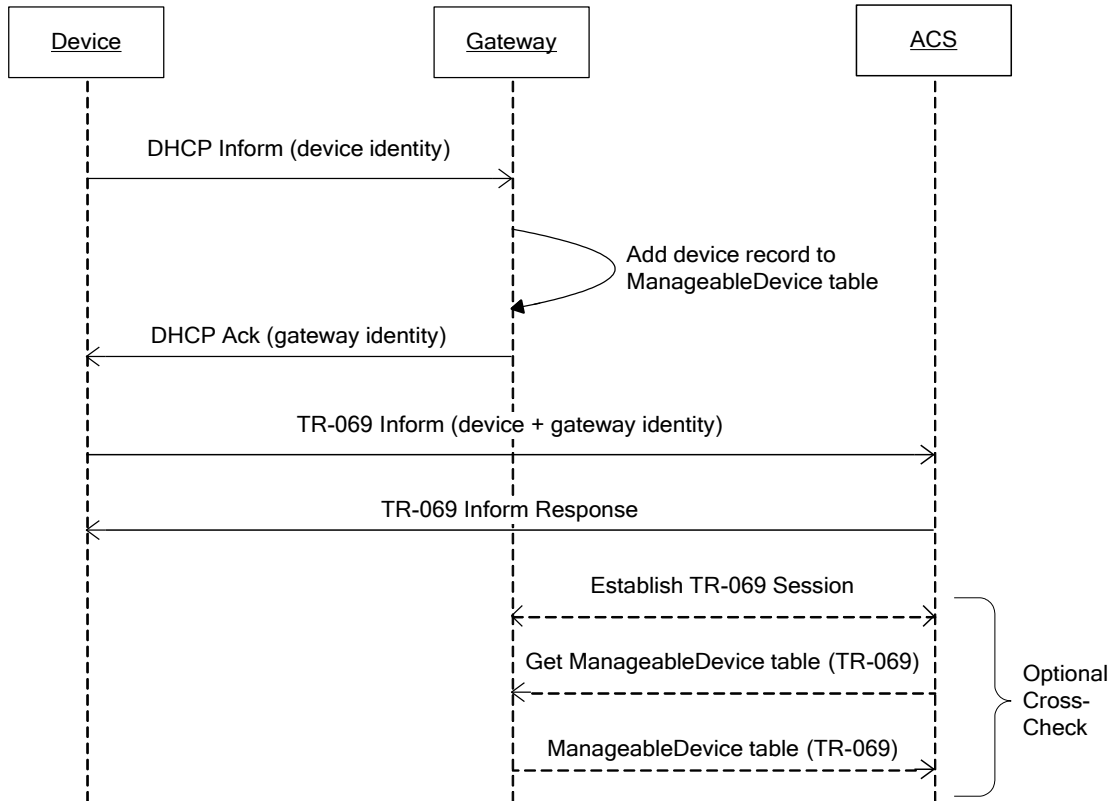 Device
Gateway
ACS
DHCP Inform (device identity)
Add device record to
ManageableDevice table
DHCP Ack (gateway identity)
TR-069 Inform (device + gateway identity)
TR-069 Inform Response
Establish TR-069 Session
Get ManageableDevice table (TR-069)
ManageableDevice table (TR-069)
Optional
Cross-
Check